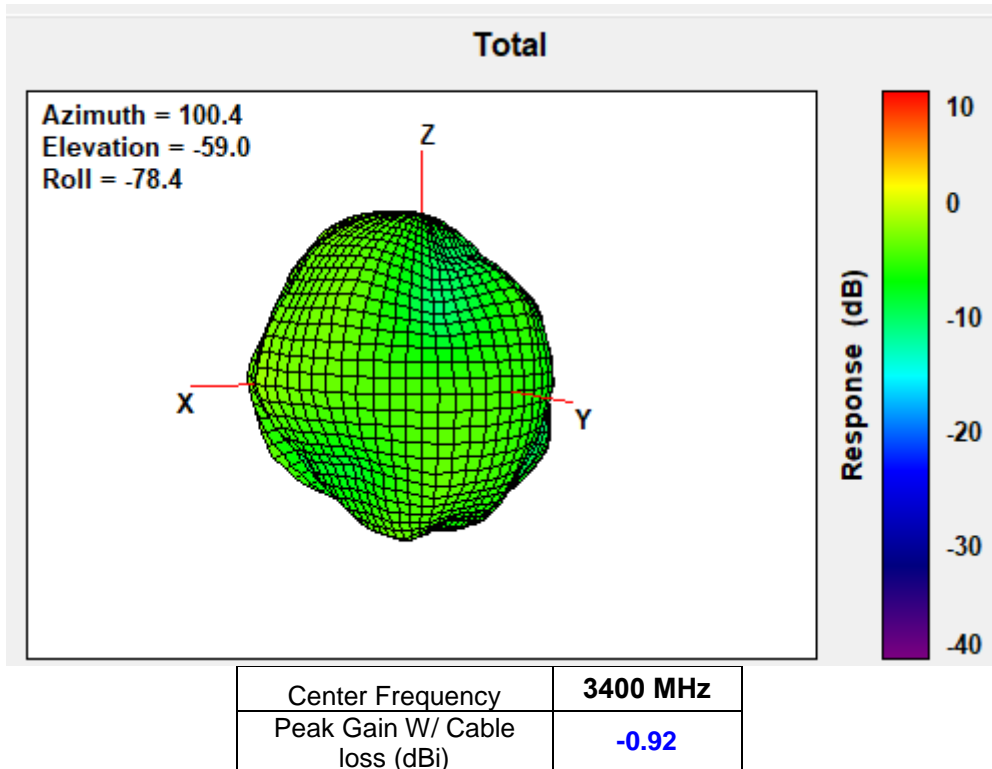 Total
Azimuth = 100.4
Elevation = -59.0
Roll = -78.4
Z
X
Y
10
0
-10
-20
-30
-40
Response (dB)
Center Frequency 3400 MHz
Peak Gain W/ Cable
loss (dBi) -0.92